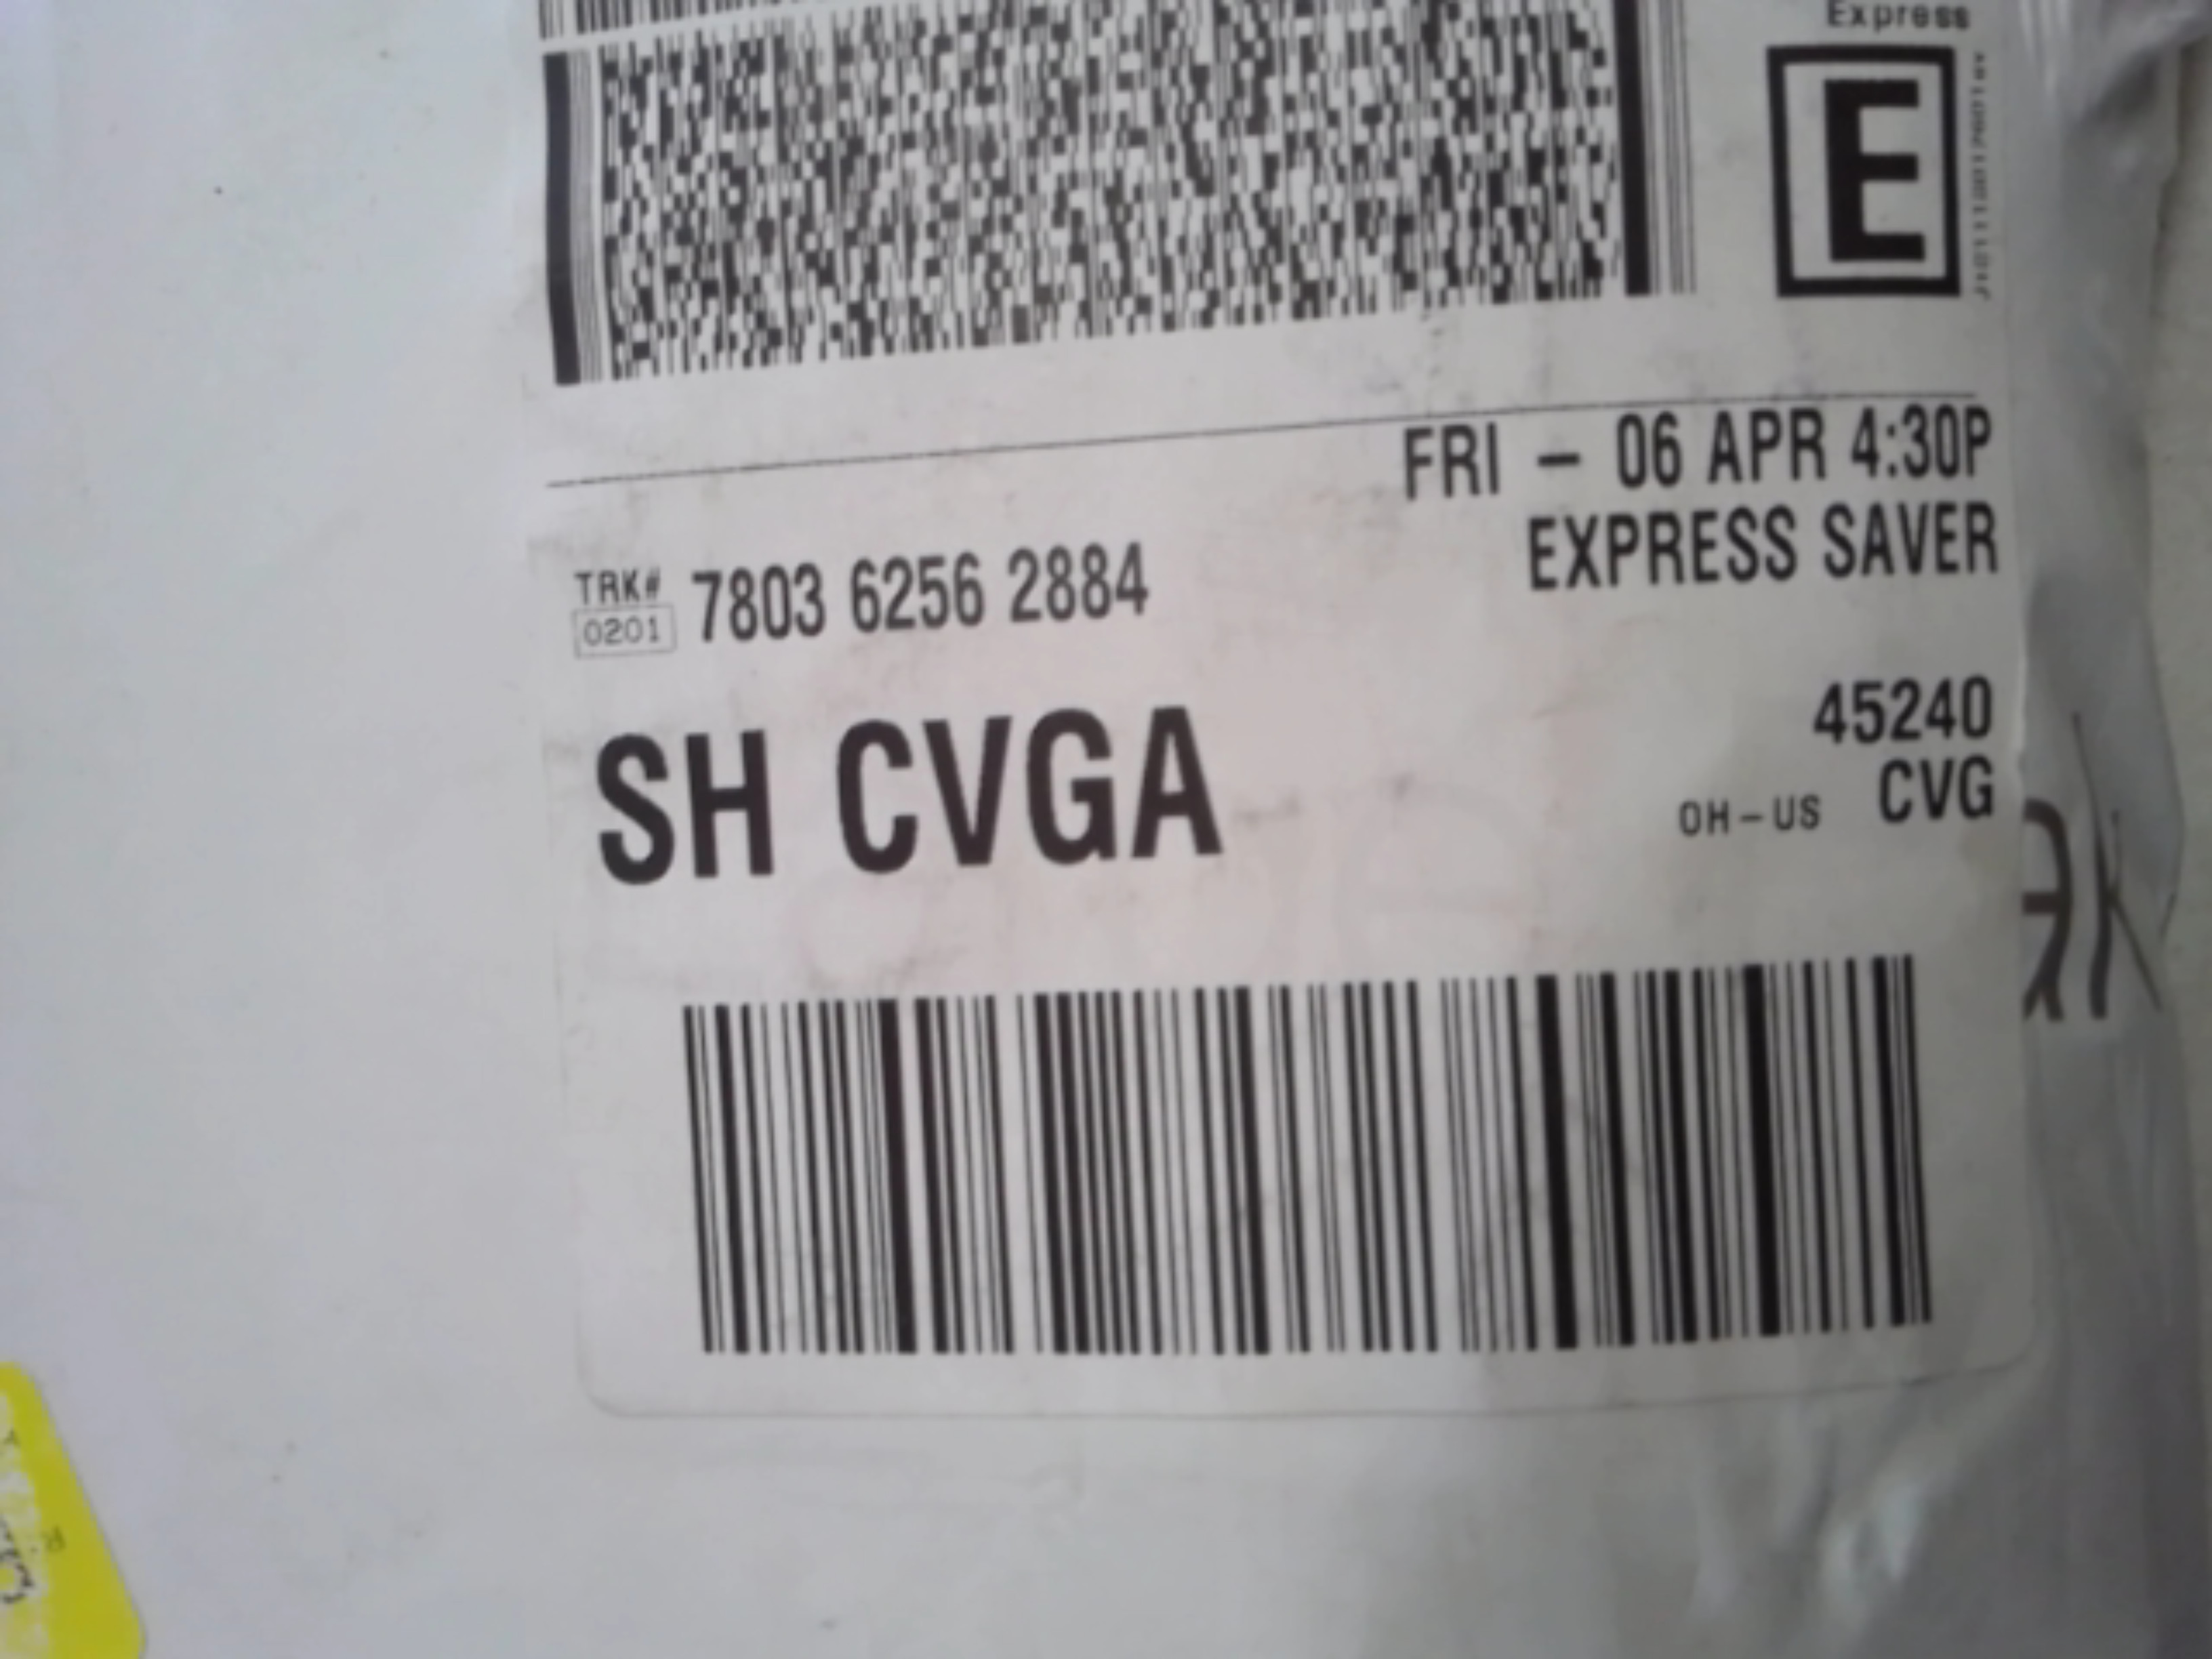 Express
E
FRI - 06 APR 4:30P
EXPRESS SAVER
TRK#
0201
7803 6256 2884
SH CVGA
45240
OH-US CVG